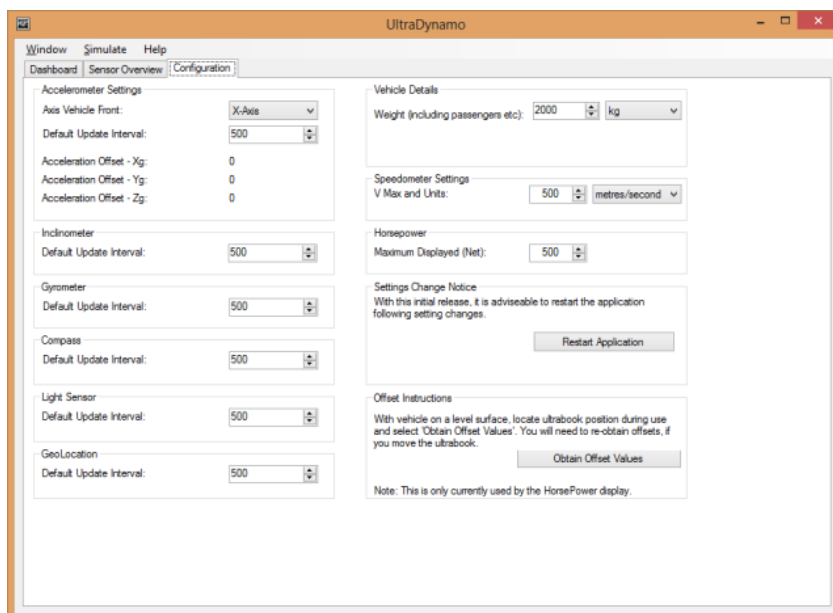 UltraDynamo
Window Simulate Help
Dashboard Sensor Overview Configuration
Accelerometer Settings
Axis Vehicle Front: X-Axis
Default Update Interval: 500
Acceleration Offset - Xg: 0
Acceleration Offset - Yg: 0
Acceleration Offset - Zg: 0
Inclinometer
Default Update Interval: 500
Gyrometer
Default Update Interval: 500
Compass
Default Update Interval: 500
Light Sensor
Default Update Interval: 500
GeoLocation
Default Update Interval: 500
Vehicle Details
Weight (including passengers etc): 2000 kg
Speedometer Settings
V Max and Units: 500 metres/second
Horsepower
Maximum Displayed (Net): 500
Settings Change Notice
With this initial release, it is adviseable to restart the application
following setting changes.
Restart Application
Offset Instructions
With vehicle on a level surface, locate ultrabook position during use
and select 'Obtain Offset Values'. You will need to re-obtain offsets, if
you move the ultrabook.
Obtain Offset Values
Note: This is only currently used by the HorsePower display.